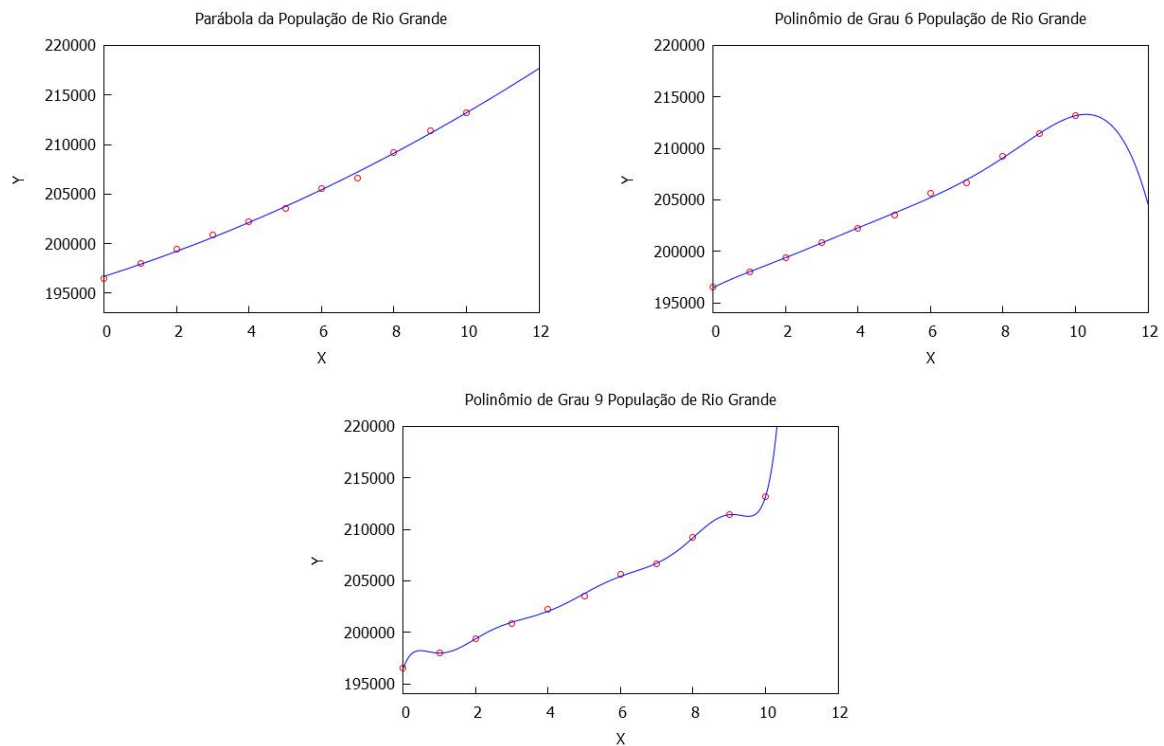 Parábola da População de Rio Grande
220000
215000
210000
205000
200000
195000
Y
0 2 4 6 8 10 12
X
Polinômio de Grau 6 População de Rio Grande
220000
215000
210000
205000
200000
195000
Y
0 2 4 6 8 10 12
X
Polinômio de Grau 9 População de Rio Grande
220000
215000
210000
205000
200000
195000
Y
0 2 4 6 8 10 12
X